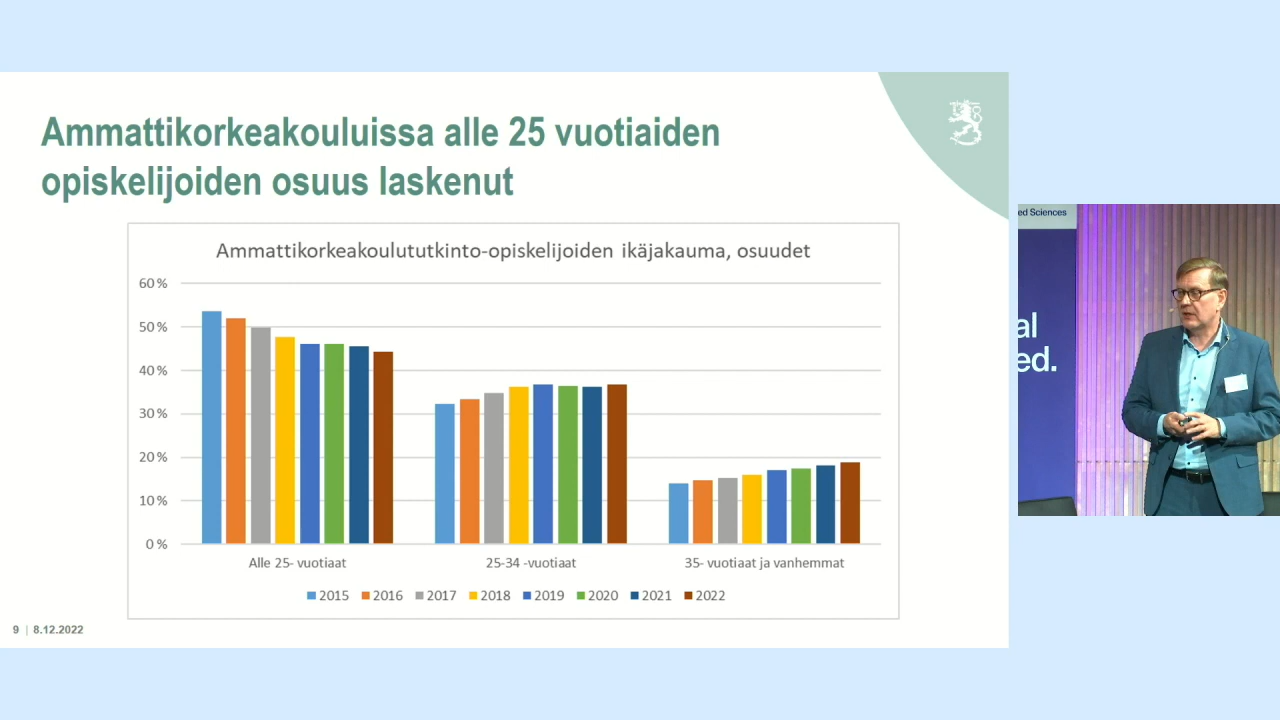 Ammattikorkeakouluissa alle 25 vuotiaiden
opiskelijoiden osuus laskenut
Ammattikorkeakoulututkinto-opiskelijoiden ikäjakauma, osuudet
60 %
50 %
40 %
30 %
20 %
10 %
0 %
Alle 25- vuotiaat
25-34 -vuotiaat
35- vuotiaat ja vanhemmat
2015 2016 2017 2018 2019 2020 2021 2022
9 | 8.12.2022
ed Sciences
al
ed.